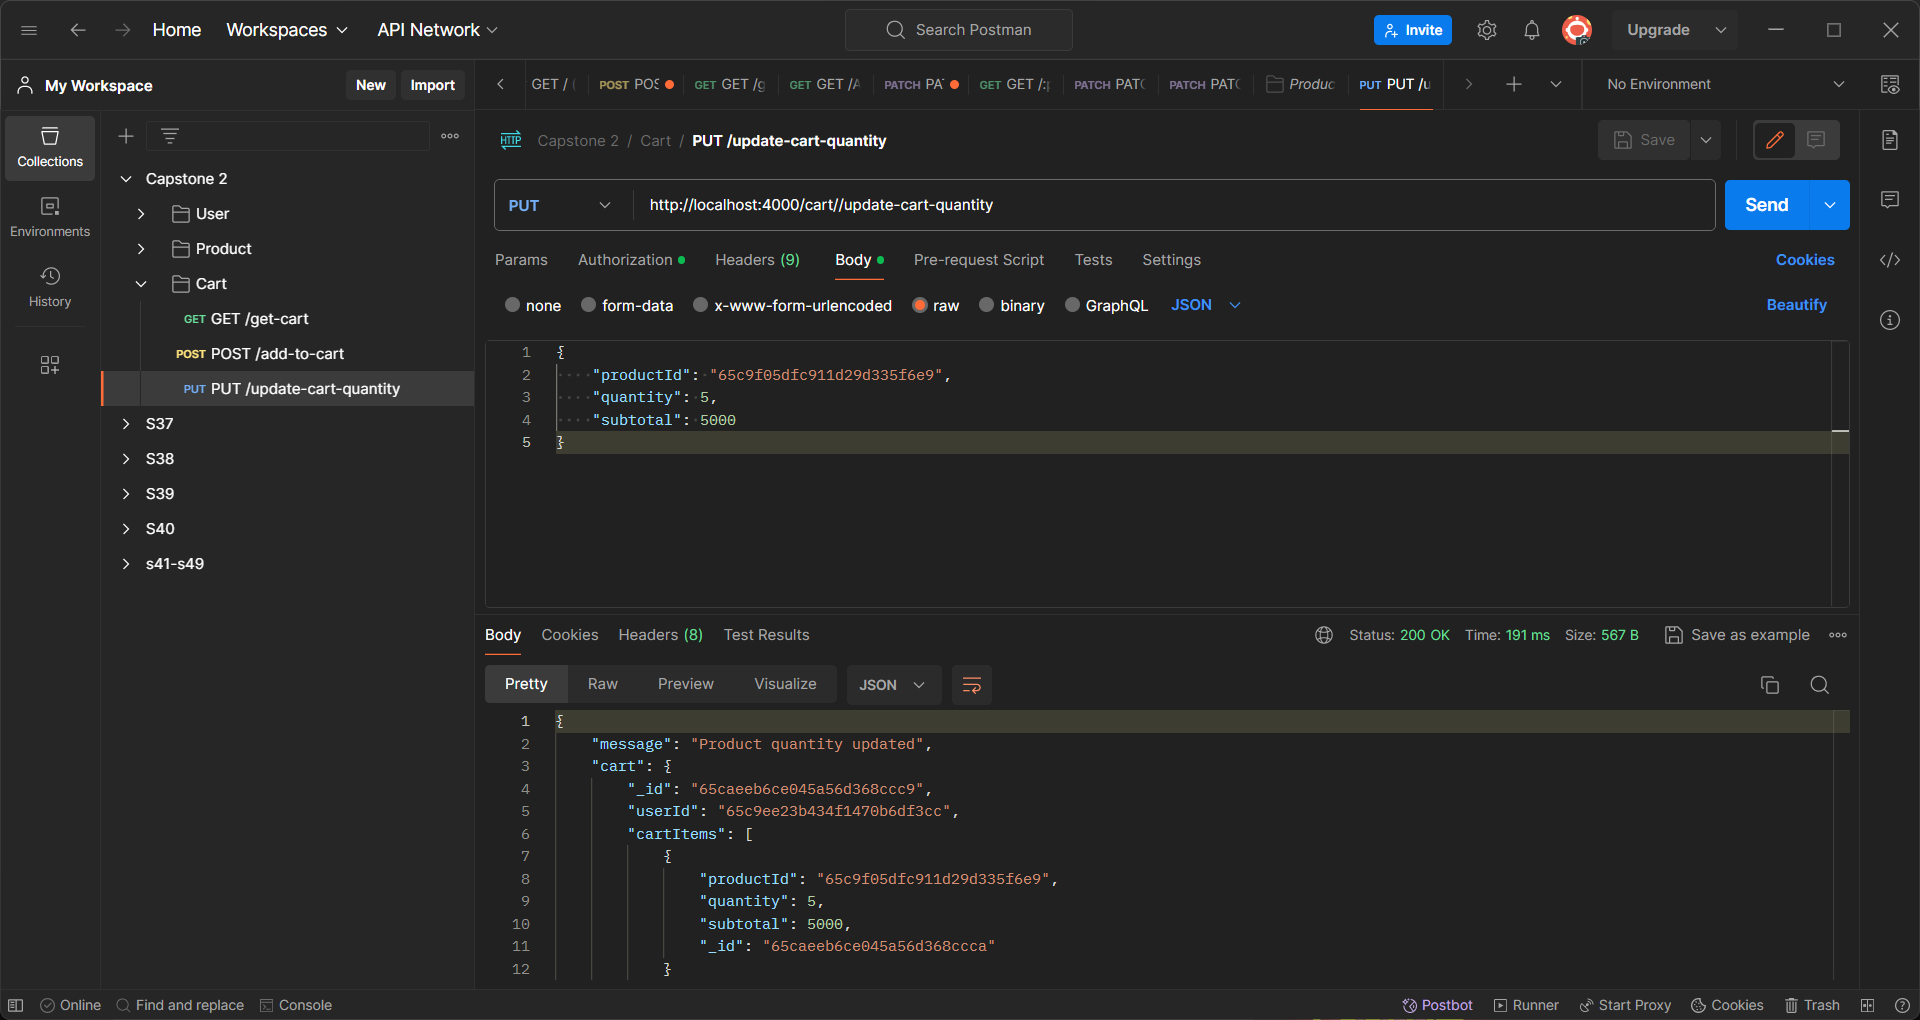 Home Workspaces API Network Search Postman Invite Upgrade
My Workspace New Import
GET / POST POS GET GET /g GET GET /A PATCH PA GET GET /: PATCH PAT PATCH PAT Produc PUT PUT /u No Environment
Collections
Environments
History
Capstone 2
User
Product
Cart
GET GET /get-cart
POST POST /add-to-cart
PUT PUT /update-cart-quantity
S37
S38
S39
S40
s41-s49
HTTP Capstone 2 / Cart / PUT /update-cart-quantity Save
PUT http://localhost:4000/cart//update-cart-quantity Send
Params Authorization Headers (9) Body Pre-request Script Tests Settings Cookies
none form-data x-www-form-urlencoded raw binary GraphQL JSON Beautify
1 {
2 "productId": "65c9f05dfc911d29d335f6e9",
3 "quantity": 5,
4 "subtotal": 5000
5 }
Body Cookies Headers (8) Test Results Status: 200 OK Time: 191 ms Size: 567 B Save as example
Pretty Raw Preview Visualize JSON
1 {
2 "message": "Product quantity updated",
3 "cart": {
4 "_id": "65caeeb6ce045a56d368ccc9",
5 "userId": "65c9ee23b434f1470b6df3cc",
6 "cartItems": [
7 {
8 "productId": "65c9f05dfc911d29d335f6e9",
9 "quantity": 5,
10 "subtotal": 5000,
11 "_id": "65caeeb6ce045a56d368ccca"
12 }
Online Find and replace Console Postbot Runner Start Proxy Cookies Trash